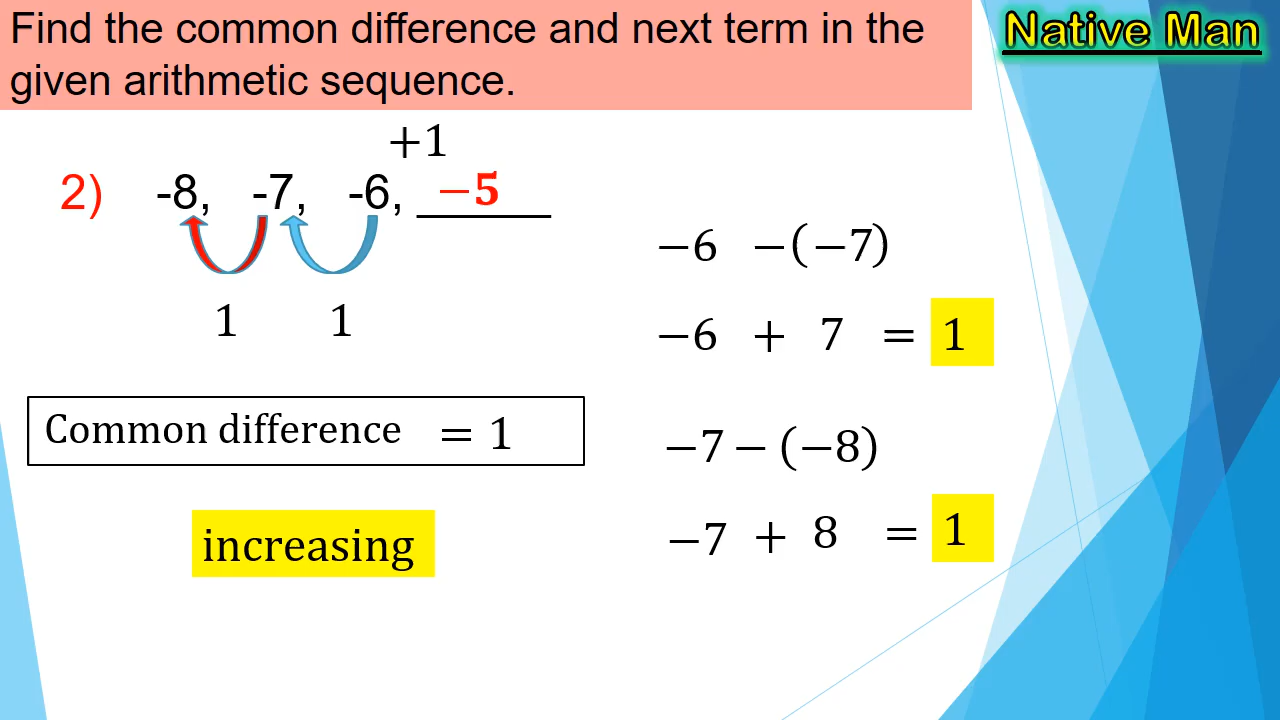 Find the common difference and next term in the
given arithmetic sequence.
Native Man
+1
2) -8, -7, -6, −5
1 1
Common difference = 1
increasing
−6 −(−7)
−6 + 7 = 1
−7 − (−8)
−7 + 8 = 1